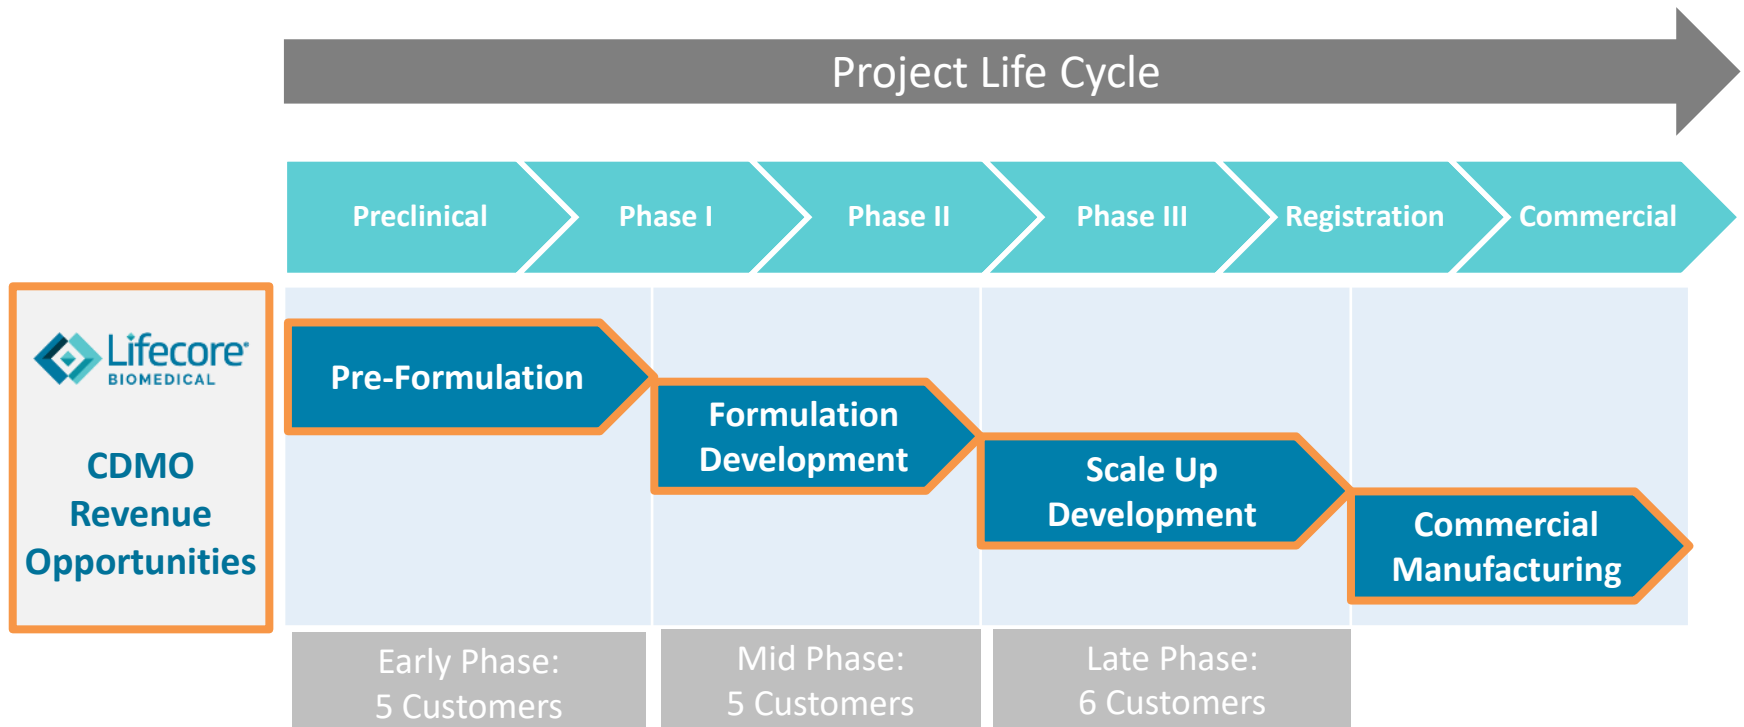 Project Life Cycle
Preclinical
Phase I
Phase II
Phase III
Registration
Commercial
Lifecore®
BIOMEDICAL
CDMO
Revenue
Opportunities
Pre-Formulation
Formulation
Development
Scale Up
Development
Commercial
Manufacturing
Early Phase:
5 Customers
Mid Phase:
5 Customers
Late Phase:
6 Customers